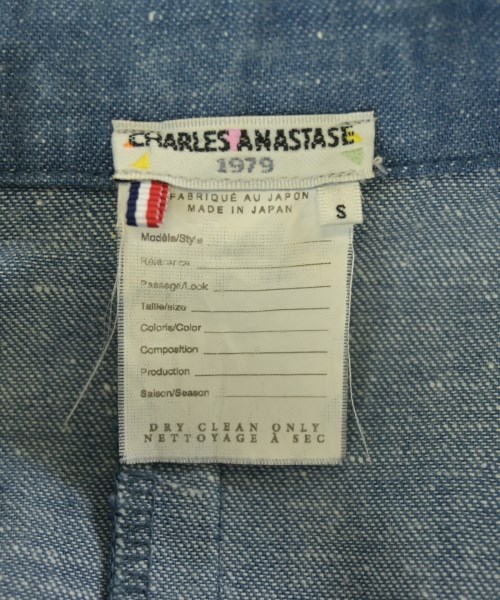 CHARLES ANASTASE
1979
FABRIQUÉ AU JAPON
MADE IN JAPAN
S
Modèle/Style
Référence
Passage/Look
Taille/size
Coloris/Color
Composition
Production
Saison/Season
DRY CLEAN ONLY
NETTOYAGE À SEC